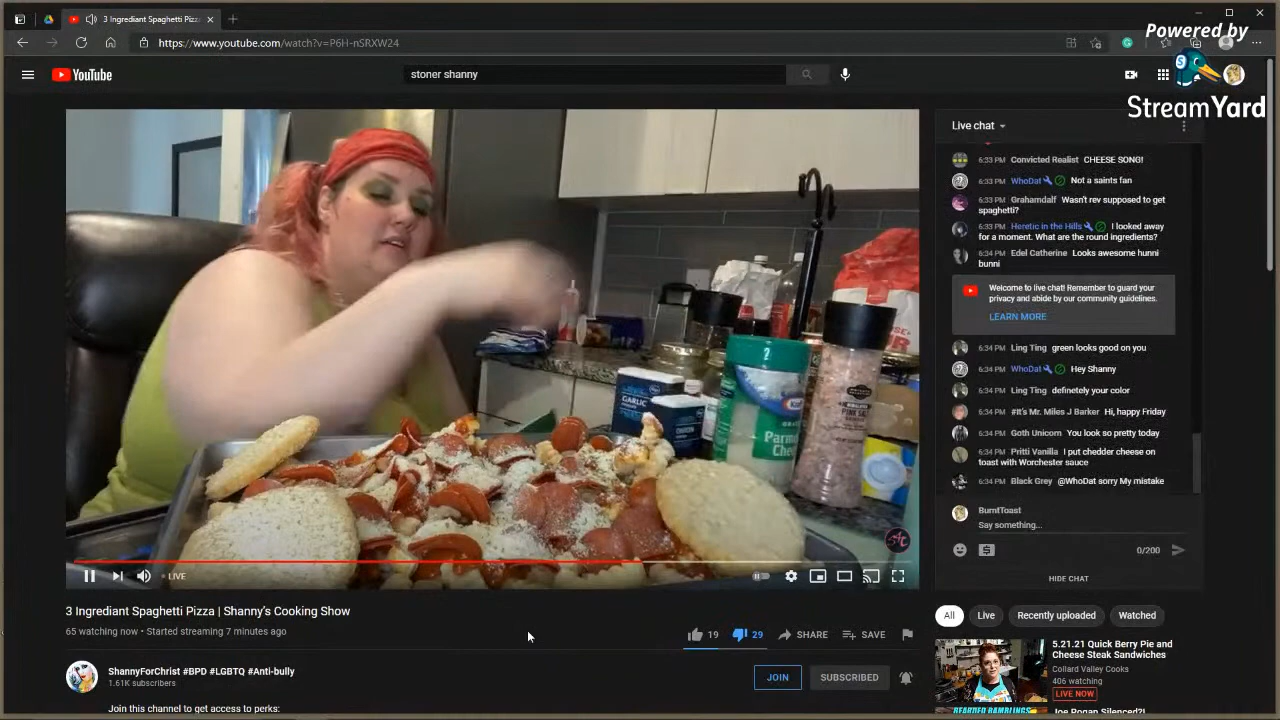 3 Ingrediant Spaghetti Pizza
https://www.youtube.com/watch?v=P6H-nSRXW24
Powered by
StreamYard
YouTube
stoner shanny
Live chat
6:33 PM Convicted Realist CHEESE SONG!
6:33 PM WhoDat Not a saints fan
6:33 PM Grahamdalf Wasn't rev supposed to get
spaghetti?
6:33 PM Heretic in the Hills I looked away
for a moment. What are the round ingredients?
6:34 PM Edel Catherine Looks awesome hunni
bunni
Welcome to live chat! Remember to guard your
privacy and abide by our community guidelines.
LEARN MORE
6:34 PM Ling Ting green looks good on you
6:34 PM WhoDat Hey Shanny
6:34 PM Ling Ting definetely your color
6:34 PM #It's Mr. Miles J Barker Hi, happy Friday
6:34 PM Goth Unicorn You look so pretty today
6:34 PM Pritti Vanilla I put chedder cheese on
toast with Worchester sauce
6:34 PM Black Grey @WhoDat sorry My mistake
BurntToast
Say something...
0/200
HIDE CHAT
GARLIC
KRAFT
Parm
Chee
PINK SA
LIVE
3 Ingrediant Spaghetti Pizza | Shanny's Cooking Show
65 watching now • Started streaming 7 minutes ago
19
29
SHARE
SAVE
ShannyForChrist #BPD #LGBTQ #Anti-bully
1.61K subscribers
JOIN
SUBSCRIBED
Join this channel to get access to perks:
All
Live
Recently uploaded
Watched
5.21.21 Quick Berry Pie and
Cheese Steak Sandwiches
Collard Valley Cooks
406 watching
LIVE NOW
BEARDED RAMBLINGS
Joe Rogan Silenced?!